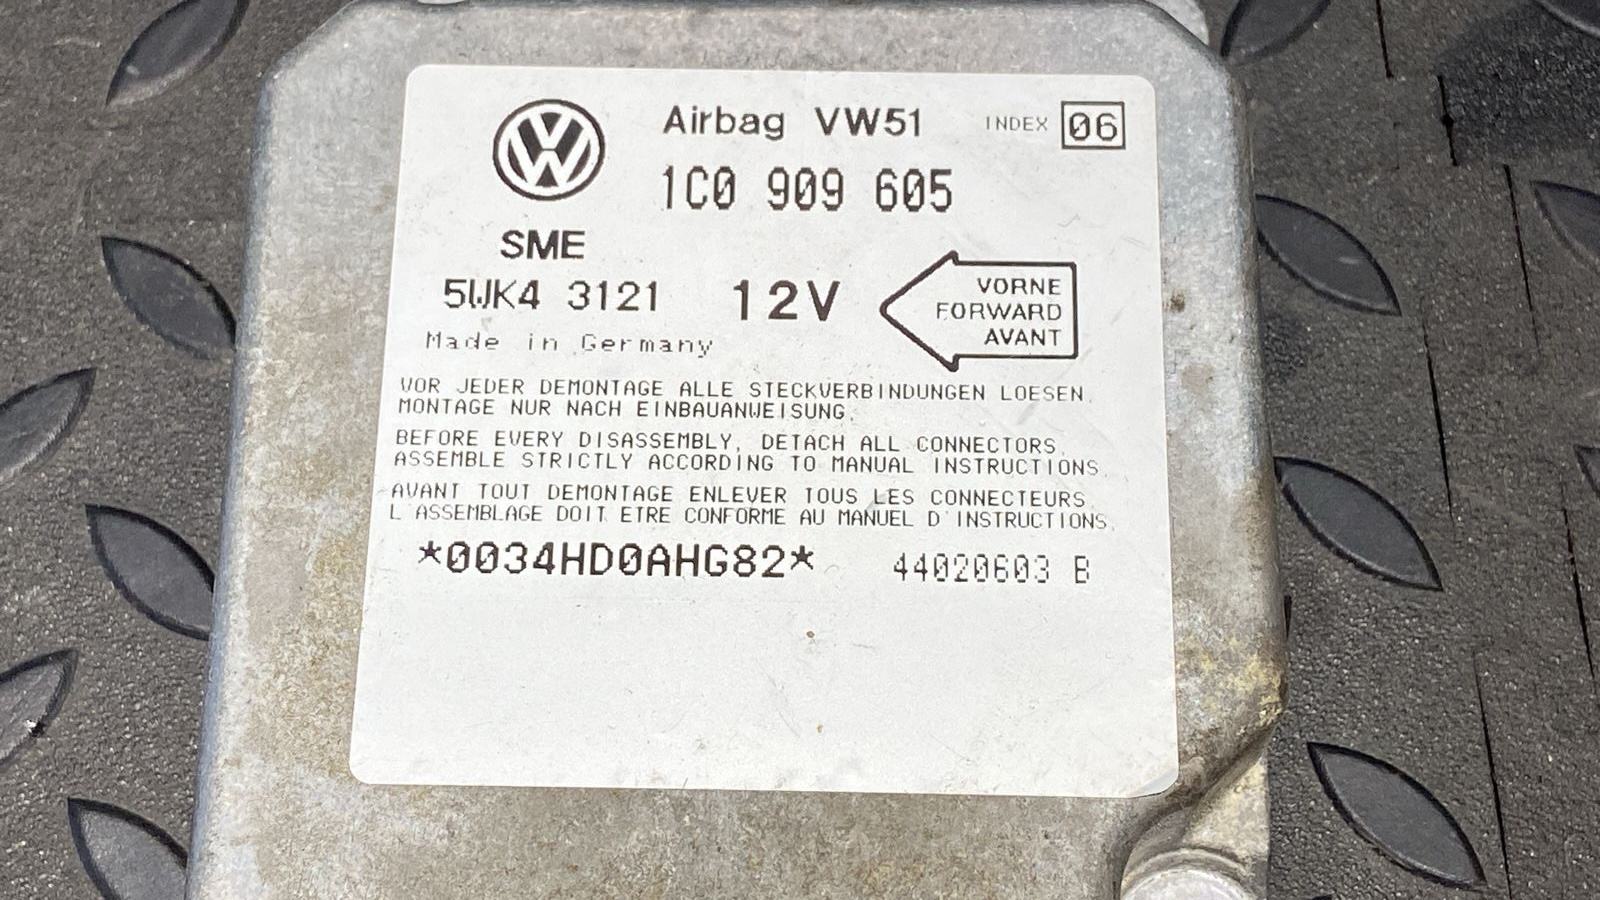 Airbag VW51 INDEX 06
1C0 909 605
SME
5WK4 3121 12V
VORNE
FORWARD
AVANT
Made in Germany
VOR JEDER DEMONTAGE ALLE STECKVERBINDUNGEN LOESEN.
MONTAGE NUR NACH EINBAUANWEISUNG.
BEFORE EVERY DISASSEMBLY, DETACH ALL CONNECTORS.
ASSEMBLE STRICTLY ACCORDING TO MANUAL INSTRUCTIONS.
AVANT TOUT DEMONTAGE ENLEVER TOUS LES CONNECTEURS.
L'ASSEMBLAGE DOIT ETRE CONFORME AU MANUEL D'INSTRUCTIONS.
*0034HD0AHG82* 44020603 B